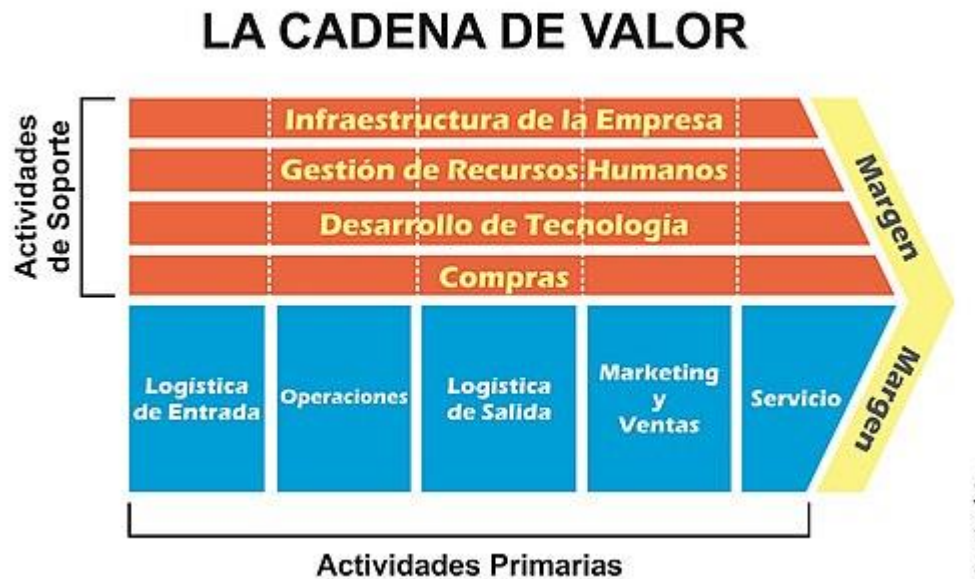 LA CADENA DE VALOR
Actividades
de Soporte
Infraestructura de la Empresa
Gestión de Recursos Humanos
Desarrollo de Tecnología
Compras
Margen
Logística
de Entrada
Operaciones
Logística
de Salida
Marketing
y
Ventas
Servicio
Margen
Actividades Primarias